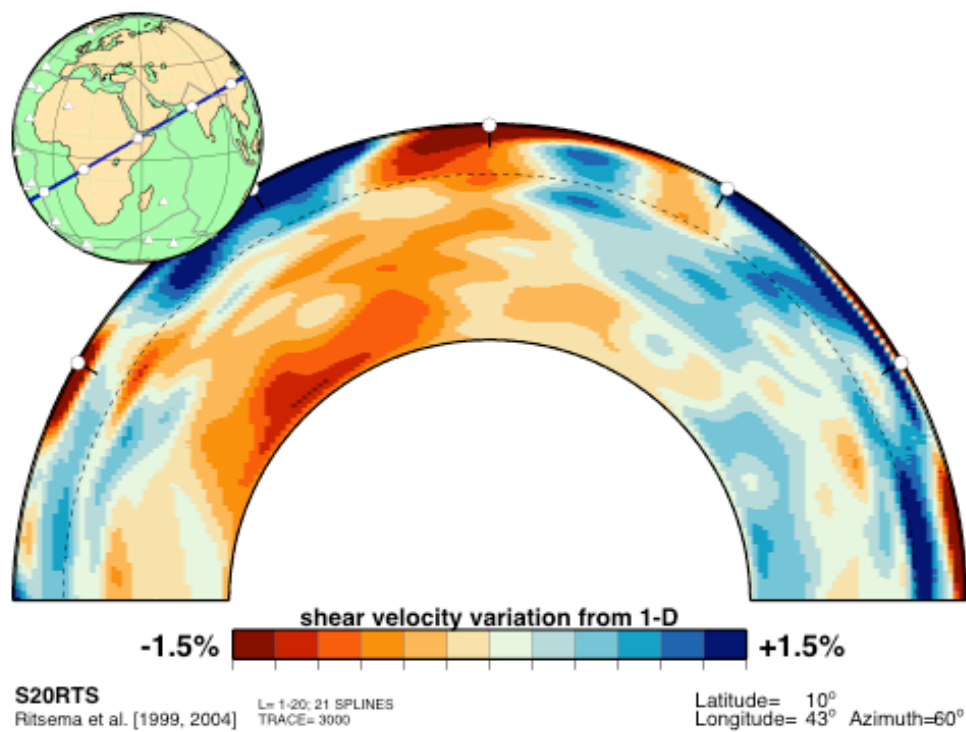 shear velocity variation from 1-D
-1.5% +1.5%
S20RTS
Ritsema et al. [1999, 2004]
L= 1-20; 21 SPLINES
TRACE= 3000
Latitude= 10°
Longitude= 43° Azimuth=60°